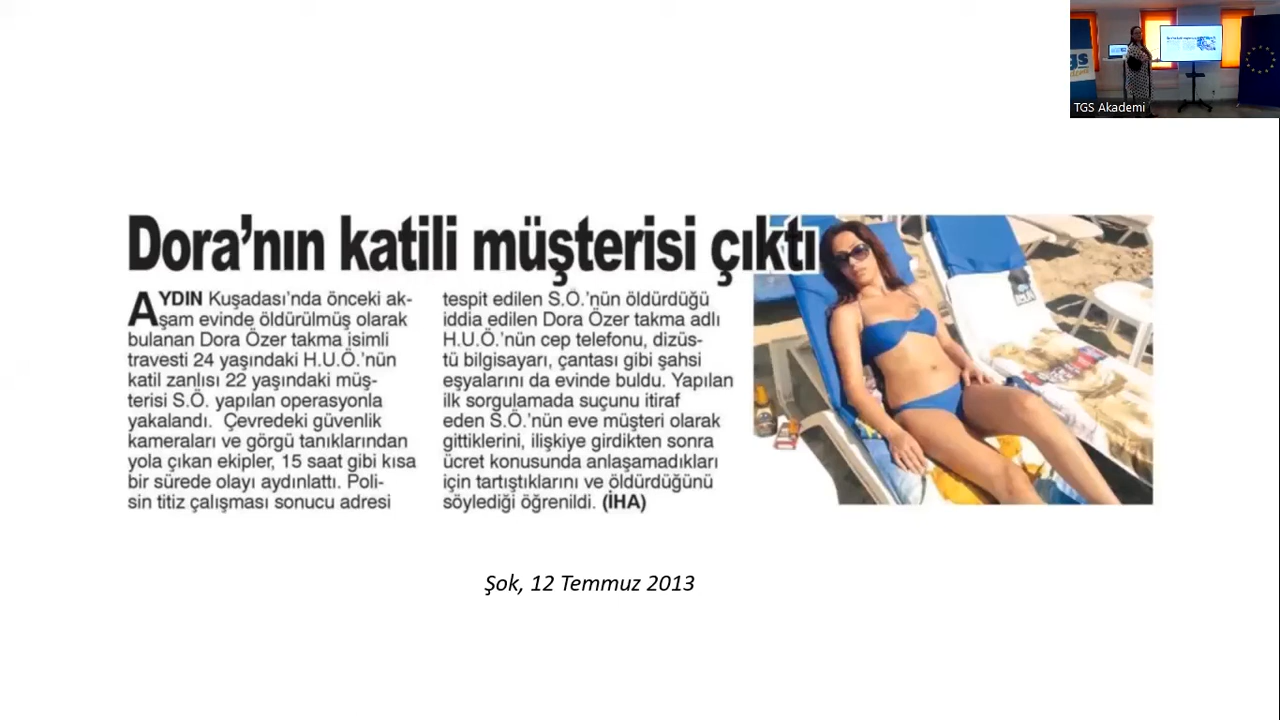 TGS Akademi
Dora'nın katili müşterisi çıktı
AYDIN Kuşadası'nda önceki ak-
şam evinde öldürülmüş olarak
bulanan Dora Özer takma isimli
travesti 24 yaşındaki H.U.Ö.'nün
katil zanlısı 22 yaşındaki müş-
terisi S.Ö. yapılan operasyonla
yakalandı. Çevredeki güvenlik
kameraları ve görgü tanıklarından
yola çıkan ekipler, 15 saat gibi kısa
bir sürede olayı aydınlattı. Poli-
sin titiz çalışması sonucu adresi
tespit edilen S.Ö.'nün öldürdüğü
iddia edilen Dora Özer takma adlı
H.U.Ö.'nün cep telefonu, dizüs-
tü bilgisayarı, çantası gibi şahsi
eşyalarını da evinde buldu. Yapılan
ilk sorgulamada suçunu itiraf
eden S.Ö.'nün eve müşteri olarak
gittiklerini, ilişkiye girdikten sonra
ücret konusunda anlaşamadıkları
için tartıştıklarını ve öldürdüğünü
söylediği öğrenildi. (İHA)
Şok, 12 Temmuz 2013